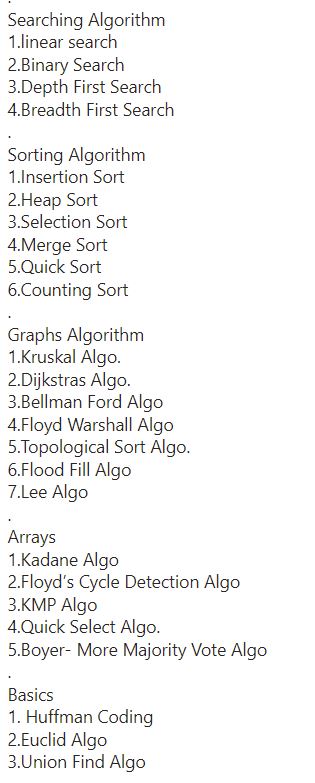 .
Searching Algorithm
1.linear search
2.Binary Search
3.Depth First Search
4.Breadth First Search
.
Sorting Algorithm
1.Insertion Sort
2.Heap Sort
3.Selection Sort
4.Merge Sort
5.Quick Sort
6.Counting Sort
.
Graphs Algorithm
1.Kruskal Algo.
2.Dijkstras Algo.
3.Bellman Ford Algo
4.Floyd Warshall Algo
5.Topological Sort Algo.
6.Flood Fill Algo
7.Lee Algo
.
Arrays
1.Kadane Algo
2.Floyd’s Cycle Detection Algo
3.KMP Algo
4.Quick Select Algo.
5.Boyer- More Majority Vote Algo
.
Basics
1. Huffman Coding
2.Euclid Algo
3.Union Find Algo